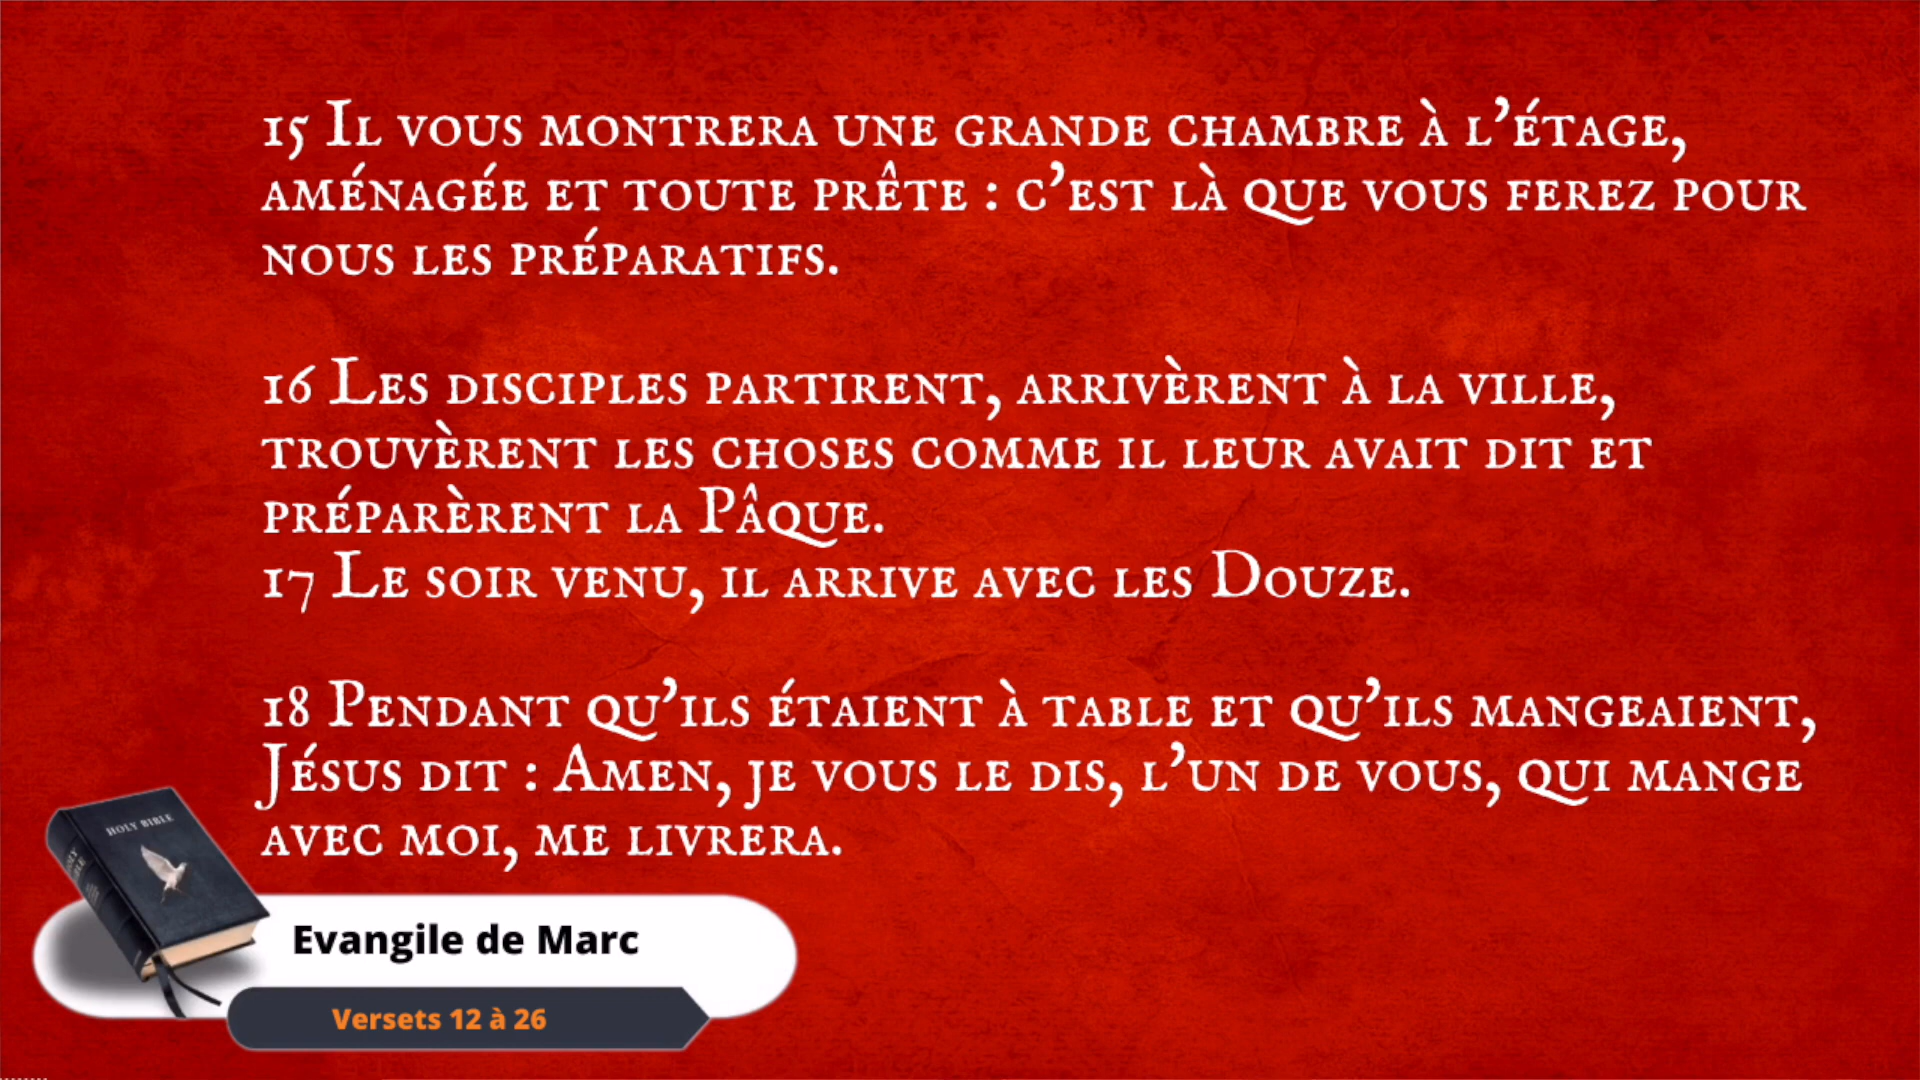 15 Il vous montrera une grande chambre à l’étage,
aménagée et toute prête : c’est là que vous ferez pour
nous les préparatifs.
16 Les disciples partirent, arrivèrent à la ville,
trouvèrent les choses comme il leur avait dit et
préparèrent la Pâque.
17 Le soir venu, il arrive avec les Douze.
18 Pendant qu’ils étaient à table et qu’ils mangeaient,
Jésus dit : Amen, je vous le dis, l’un de vous, qui mange
avec moi, me livrera.
HOLY BIBLE
Evangile de Marc
Versets 12 à 26